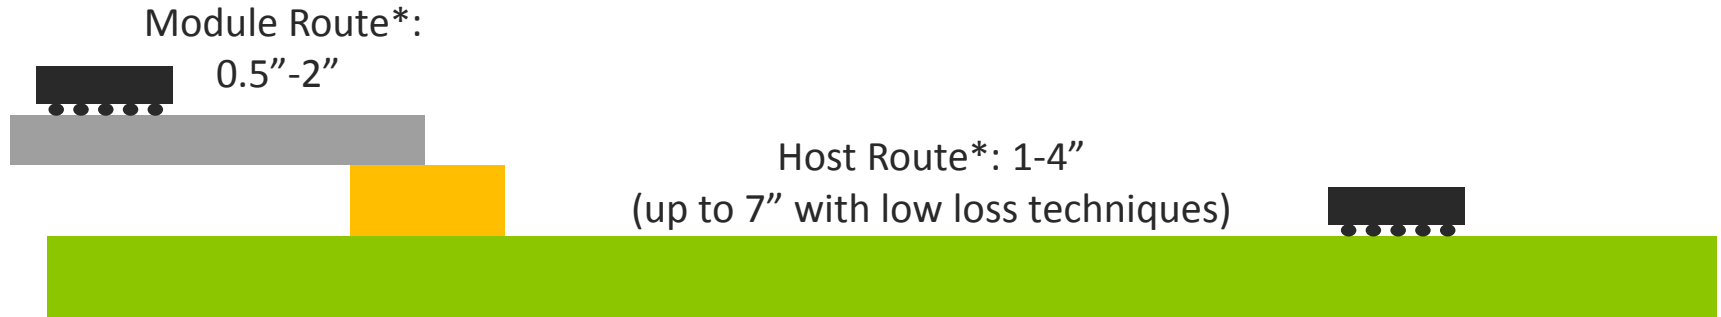 Module Route*:
0.5”-2”
Host Route*: 1-4”
(up to 7” with low loss techniques)